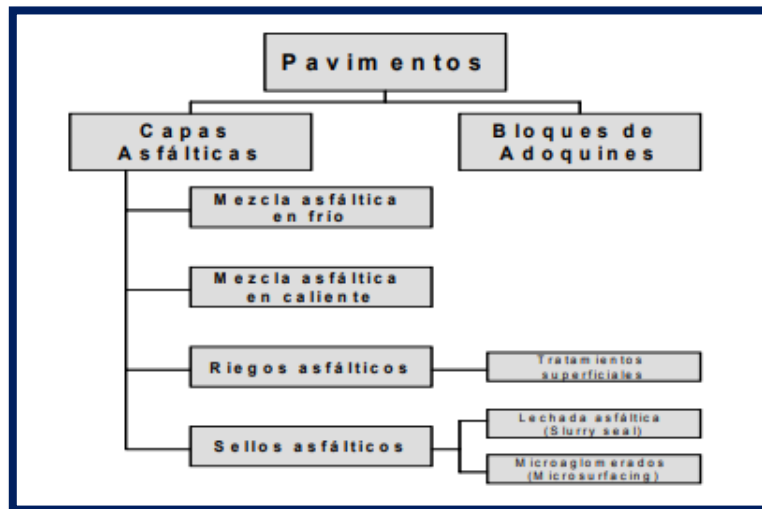 Pavimentos
Capas
Asfálticas
Bloques de
Adoquines
Mezcla asfáltica
en frio
Mezcla asfáltica
en caliente
Riegos asfálticos
Tratamientos
superficiales
Sellos asfálticos
Lechada asfáltica
(Slurry seal)
Microaglomerados
(Microsurfacing)